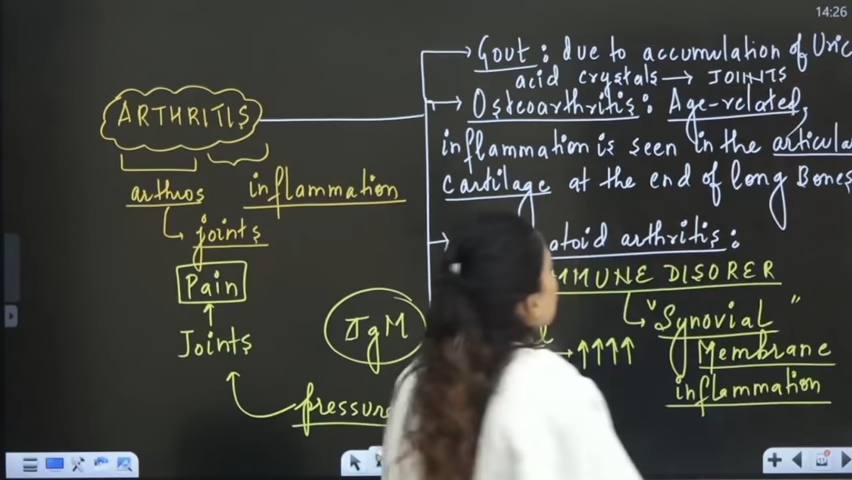 14:26
ARTHRITIS
arthros
inflammation
joints
Pain
Joints
pressure
IgM
Gout: due to accumulation of Uric
acid crystals → JOINTS
Osteoarthritis: Age-related,
inflammation is seen in the articular
cartilage at the end of long Bones
atoid arthritis:
MMUNE DISORER
"Synovial"
Membrane
inflammation
↑↑↑↑